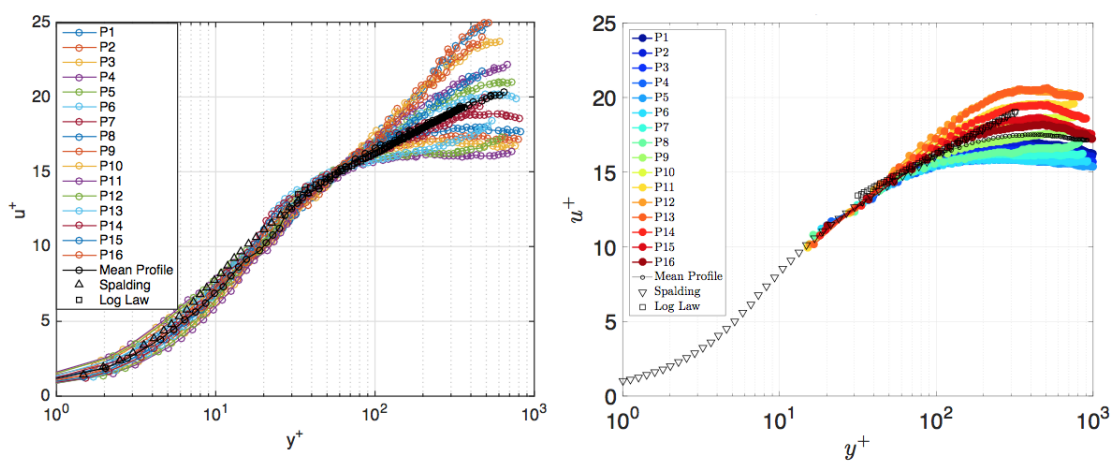 25
20
15
10
5
0
u+
10^0
10^1
10^2
10^3
y+
P1
P2
P3
P4
P5
P6
P7
P8
P9
P10
P11
P12
P13
P14
P15
P16
Mean Profile
Spalding
Log Law
25
20
15
10
5
0
u+
10^0
10^1
10^2
10^3
y+
P1
P2
P3
P4
P5
P6
P7
P8
P9
P10
P11
P12
P13
P14
P15
P16
Mean Profile
Spalding
Log Law